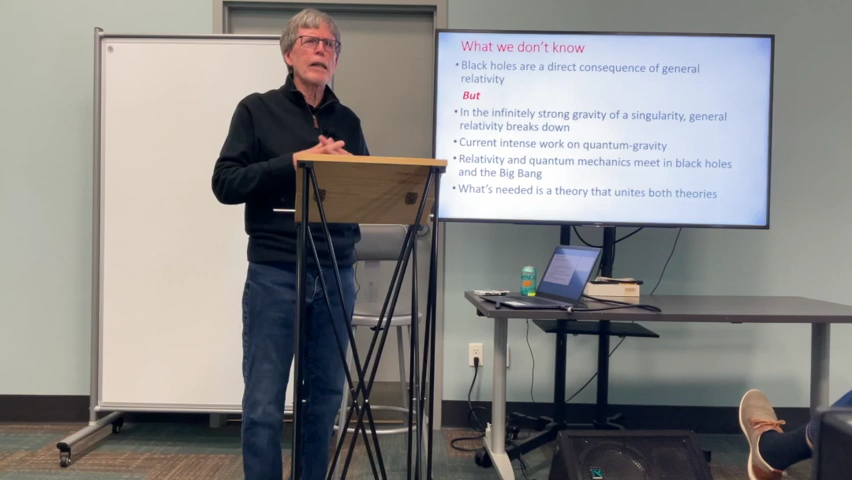 What we don't know
• Black holes are a direct consequence of general
relativity
But
• In the infinitely strong gravity of a singularity, general
relativity breaks down
• Current intense work on quantum-gravity
• Relativity and quantum mechanics meet in black holes
and the Big Bang
• What's needed is a theory that unites both theories